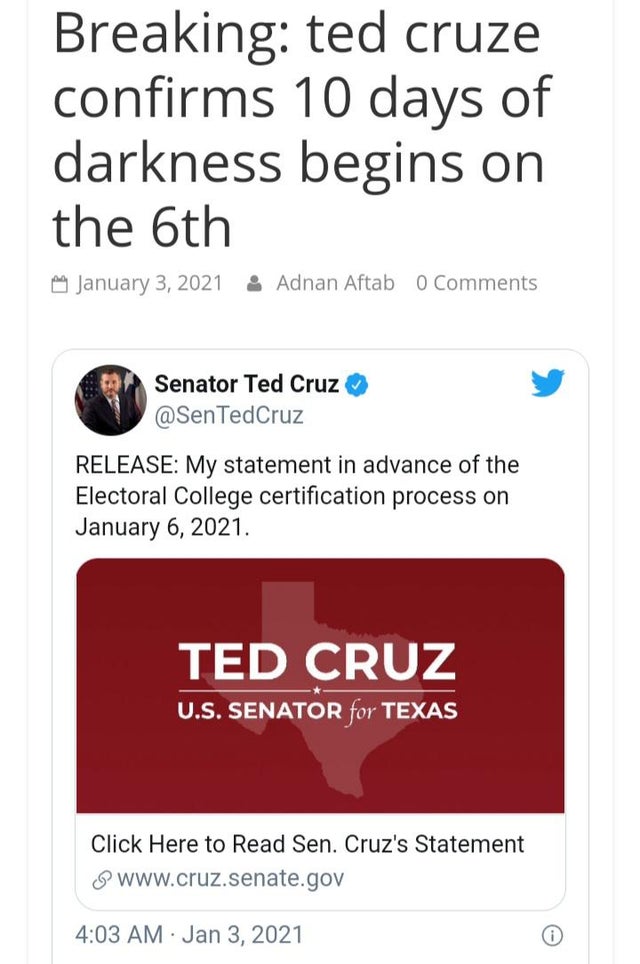 Breaking: ted cruze
confirms 10 days of
darkness begins on
the 6th
January 3, 2021 Adnan Aftab 0 Comments
Senator Ted Cruz
@SenTedCruz
RELEASE: My statement in advance of the
Electoral College certification process on
January 6, 2021.
TED CRUZ
U.S. SENATOR for TEXAS
Click Here to Read Sen. Cruz's Statement
www.cruz.senate.gov
4:03 AM · Jan 3, 2021